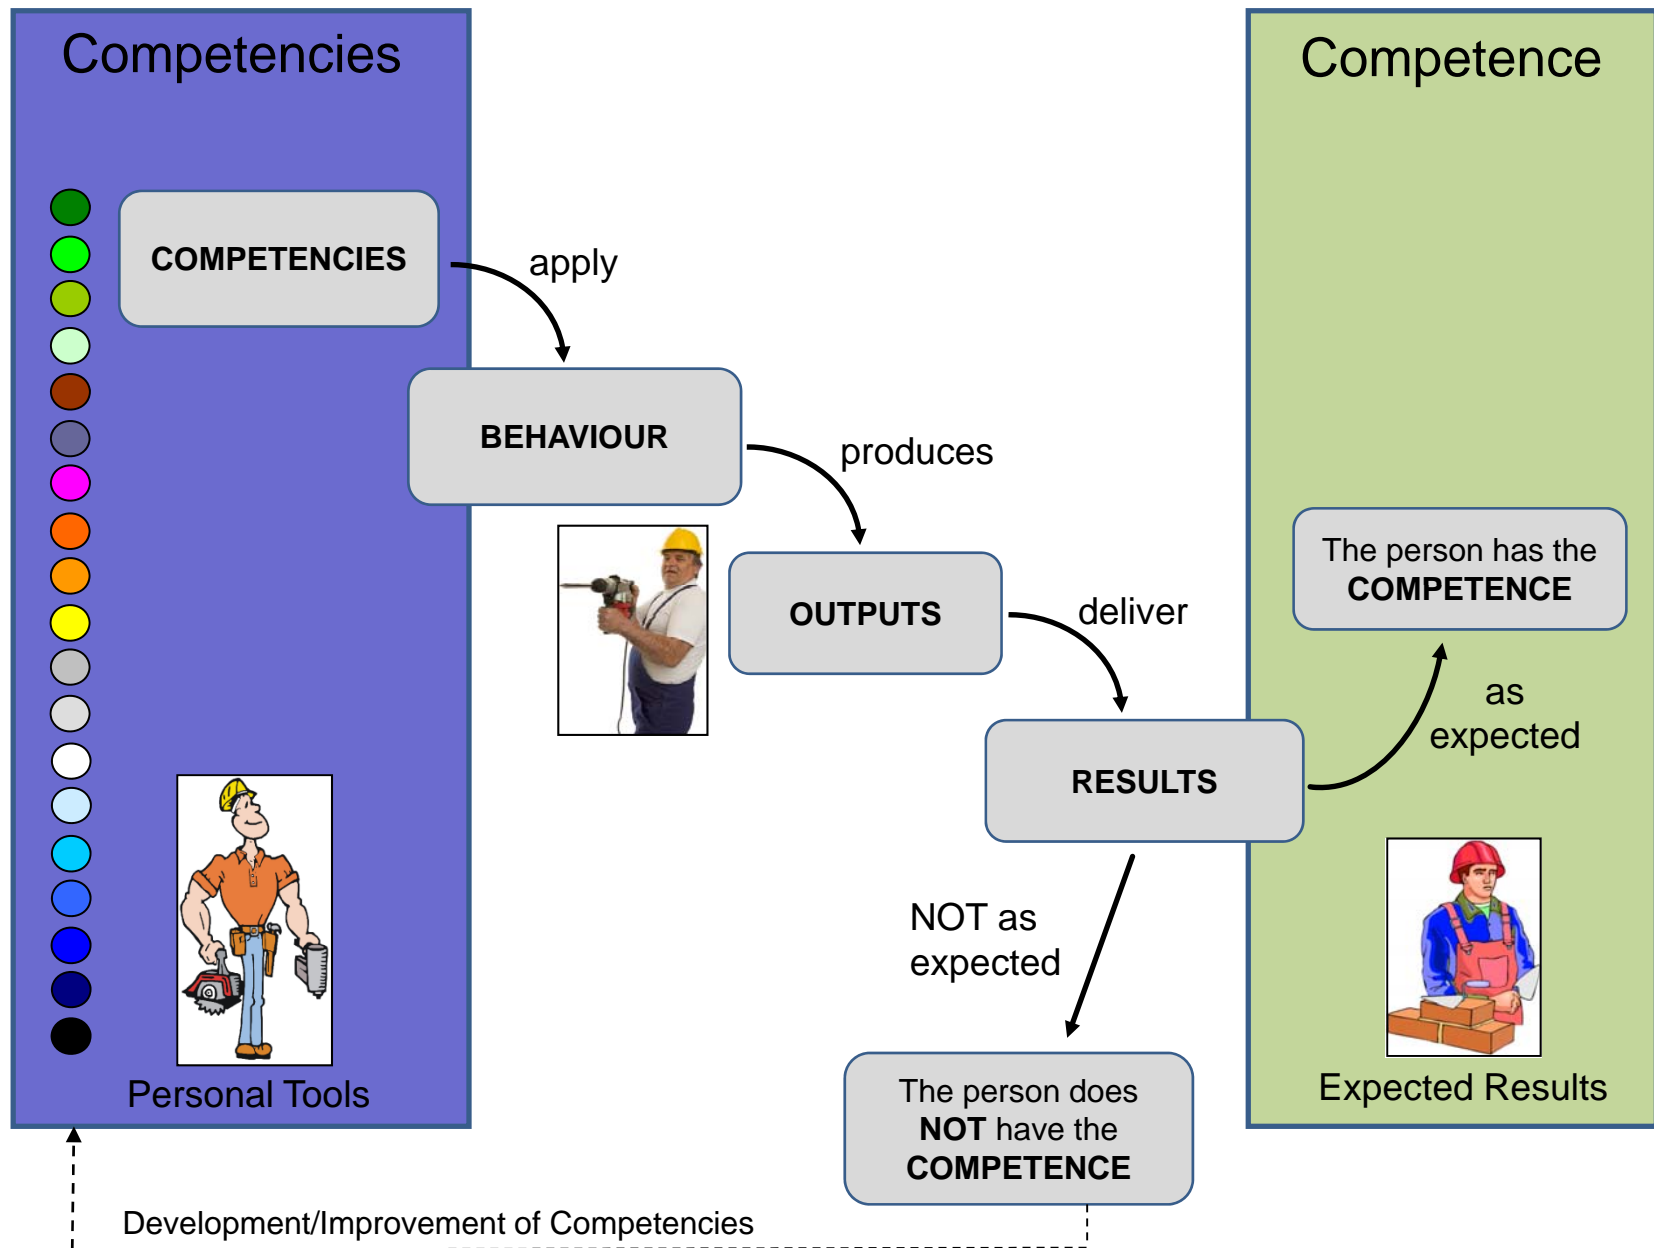 Competencies
Competence
COMPETENCIES
apply
BEHAVIOUR
produces
OUTPUTS
deliver
The person has the
COMPETENCE
as
expected
RESULTS
NOT as
expected
The person does
NOT have the
COMPETENCE
Personal Tools
Expected Results
Development/Improvement of Competencies